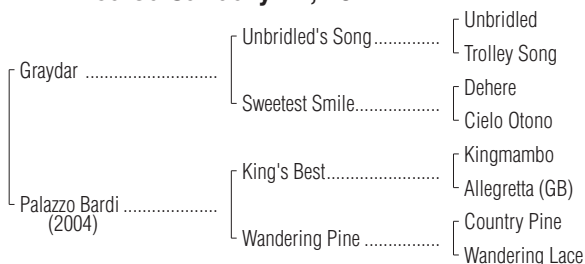 Unbridled
Unbridled's Song..............
Trolley Song
Graydar ............................
Dehere
Sweetest Smile..................
Cielo Otono
Kingmambo
King's Best........................
Allegretta (GB)
Palazzo Bardi ....................
(2004)
Country Pine
Wandering Pine ................
Wandering Lace